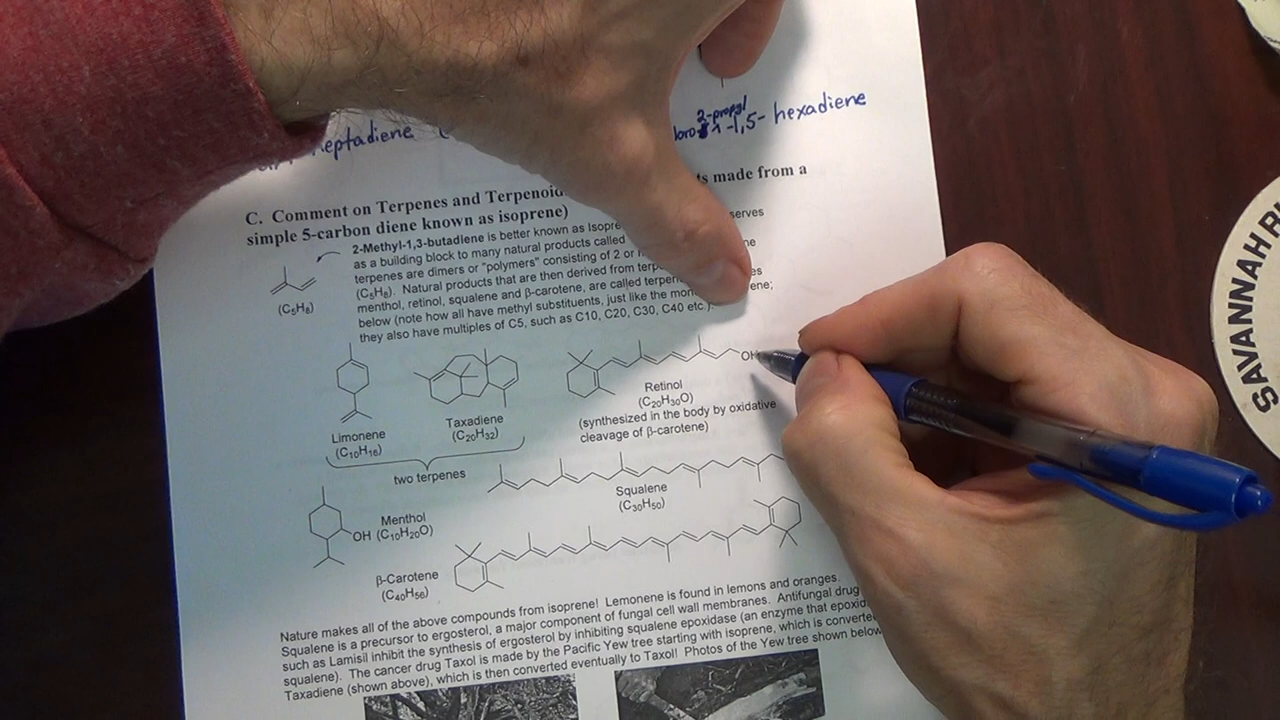 eptadiene
2-propyl
loro -1,5- hexadiene
C. Comment on Terpenes and Terpenoid ts made from a
simple 5-carbon diene known as isoprene)
2-Methyl-1,3-butadiene is better known as Isopre serves
as a building block to many natural products called ne
terpenes are dimers or "polymers" consisting of 2 or
(C5H8). Natural products that are then derived from terp es
menthol, retinol, squalene and β-carotene, are called terpen ene;
below (note how all have methyl substituents, just like the mon
they also have multiples of C5, such as C10, C20, C30, C40 etc.).
(C5H8)
OH
Retinol
(C20H30O)
(synthesized in the body by oxidative
cleavage of β-carotene)
Limonene
(C10H16)
Taxadiene
(C20H32)
two terpenes
Squalene
(C30H50)
OH
Menthol
(C10H20O)
β-Carotene
(C40H56)
Nature makes all of the above compounds from isoprene! Lemonene is found in lemons and oranges.
Squalene is a precursor to ergosterol, a major component of fungal cell wall membranes. Antifungal drug
such as Lamisil inhibit the synthesis of ergosterol by inhibiting squalene epoxidase (an enzyme that epoxid
squalene). The cancer drug Taxol is made by the Pacific Yew tree starting with isoprene, which is converte
Taxadiene (shown above), which is then converted eventually to Taxol! Photos of the Yew tree shown below
SAVANNAH R